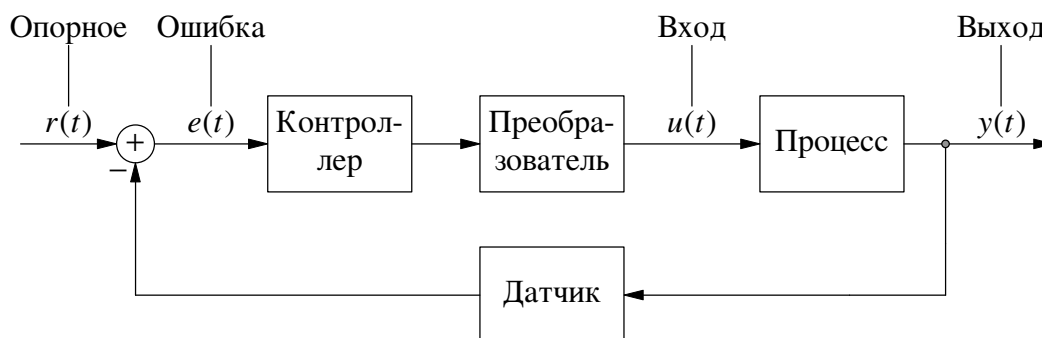 Опорное
Ошибка
Вход
Выход
r(t)
+
−
e(t)
Контрол-
лер
Преобра-
зователь
u(t)
Процесс
y(t)
Датчик